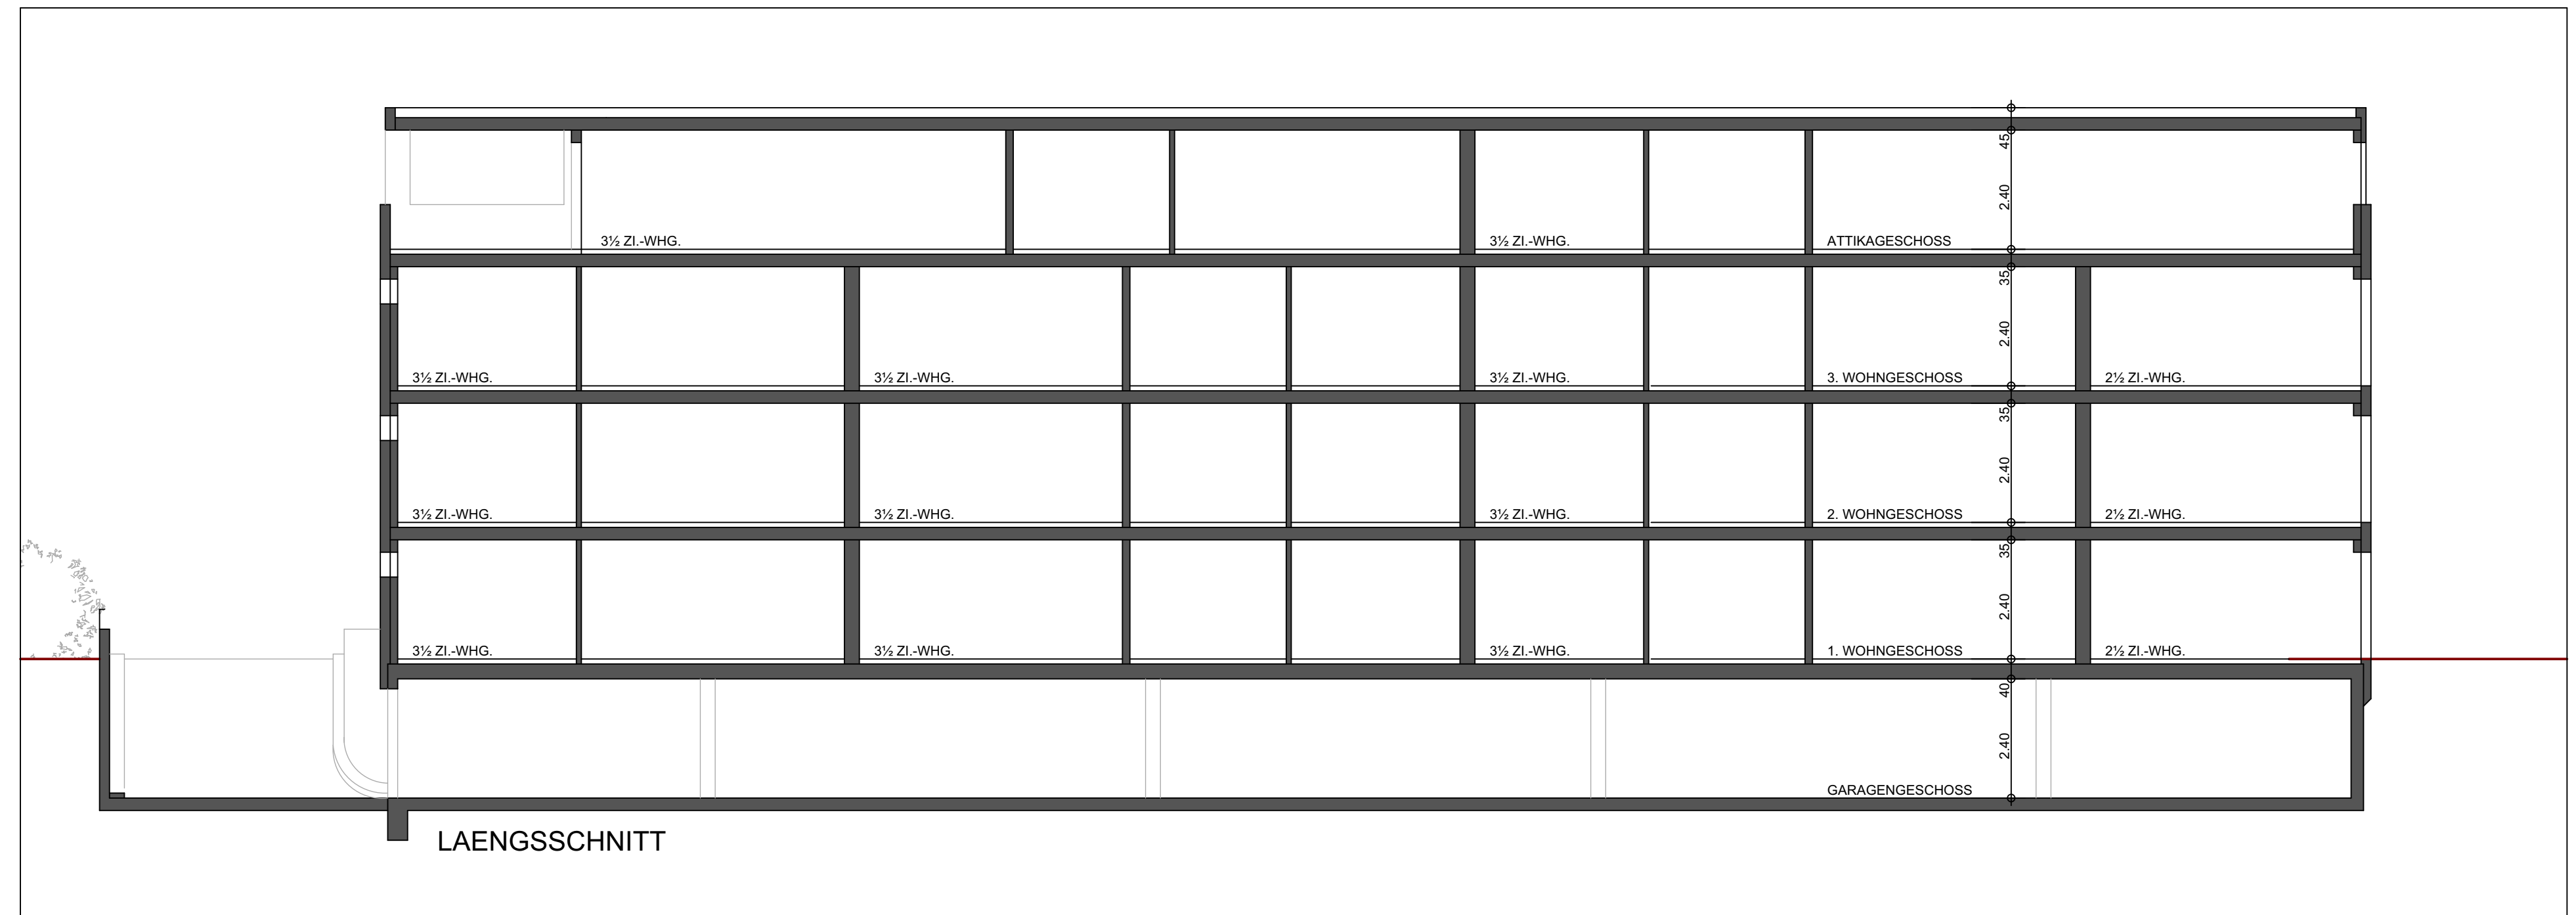 45
2.40
3½ ZI.-WHG. 3½ ZI.-WHG. ATTIKAGESCHOSS
35
2.40
3½ ZI.-WHG. 3½ ZI.-WHG. 3½ ZI.-WHG. 3. WOHNGESCHOSS 2½ ZI.-WHG.
35
2.40
3½ ZI.-WHG. 3½ ZI.-WHG. 3½ ZI.-WHG. 2. WOHNGESCHOSS 2½ ZI.-WHG.
35
2.40
3½ ZI.-WHG. 3½ ZI.-WHG. 3½ ZI.-WHG. 1. WOHNGESCHOSS 2½ ZI.-WHG.
40
2.40
GARAGENGESCHOSS
LAENGSSCHNITT